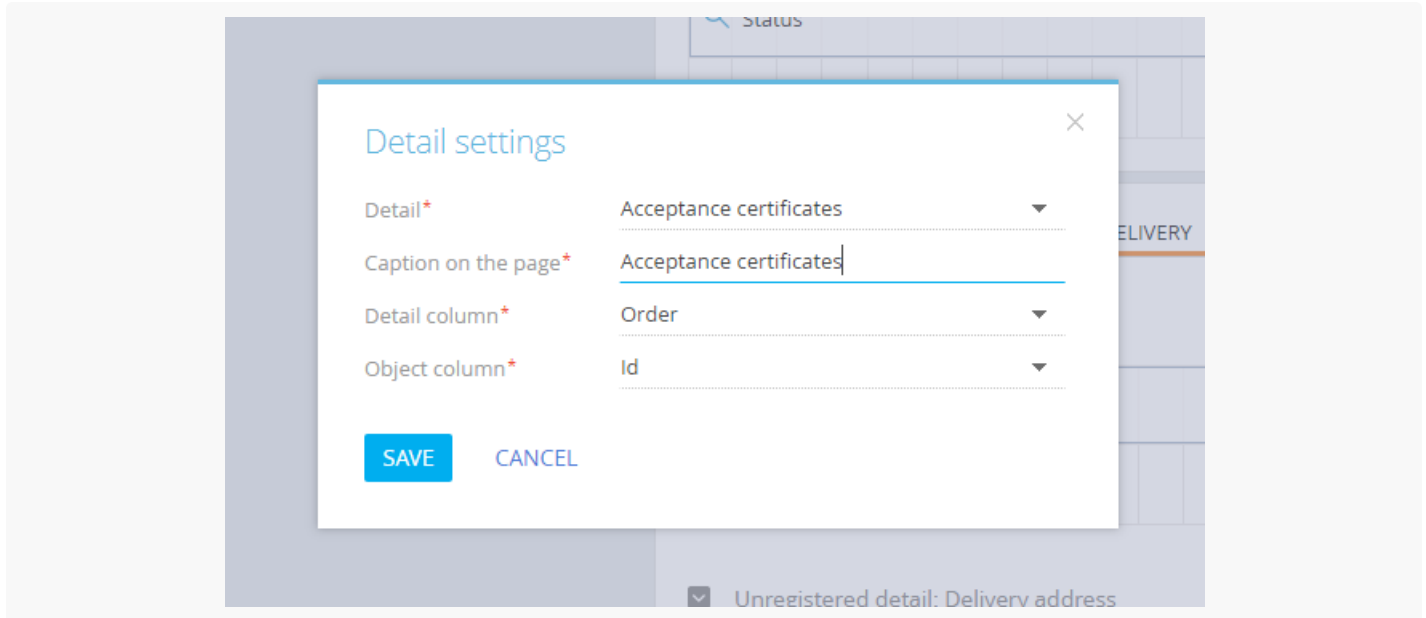 Status
Detail settings
Detail* Acceptance certificates
Caption on the page* Acceptance certificates
Detail column* Order
Object column* Id
SAVE CANCEL
ELIVERY
Unregistered detail: Delivery address